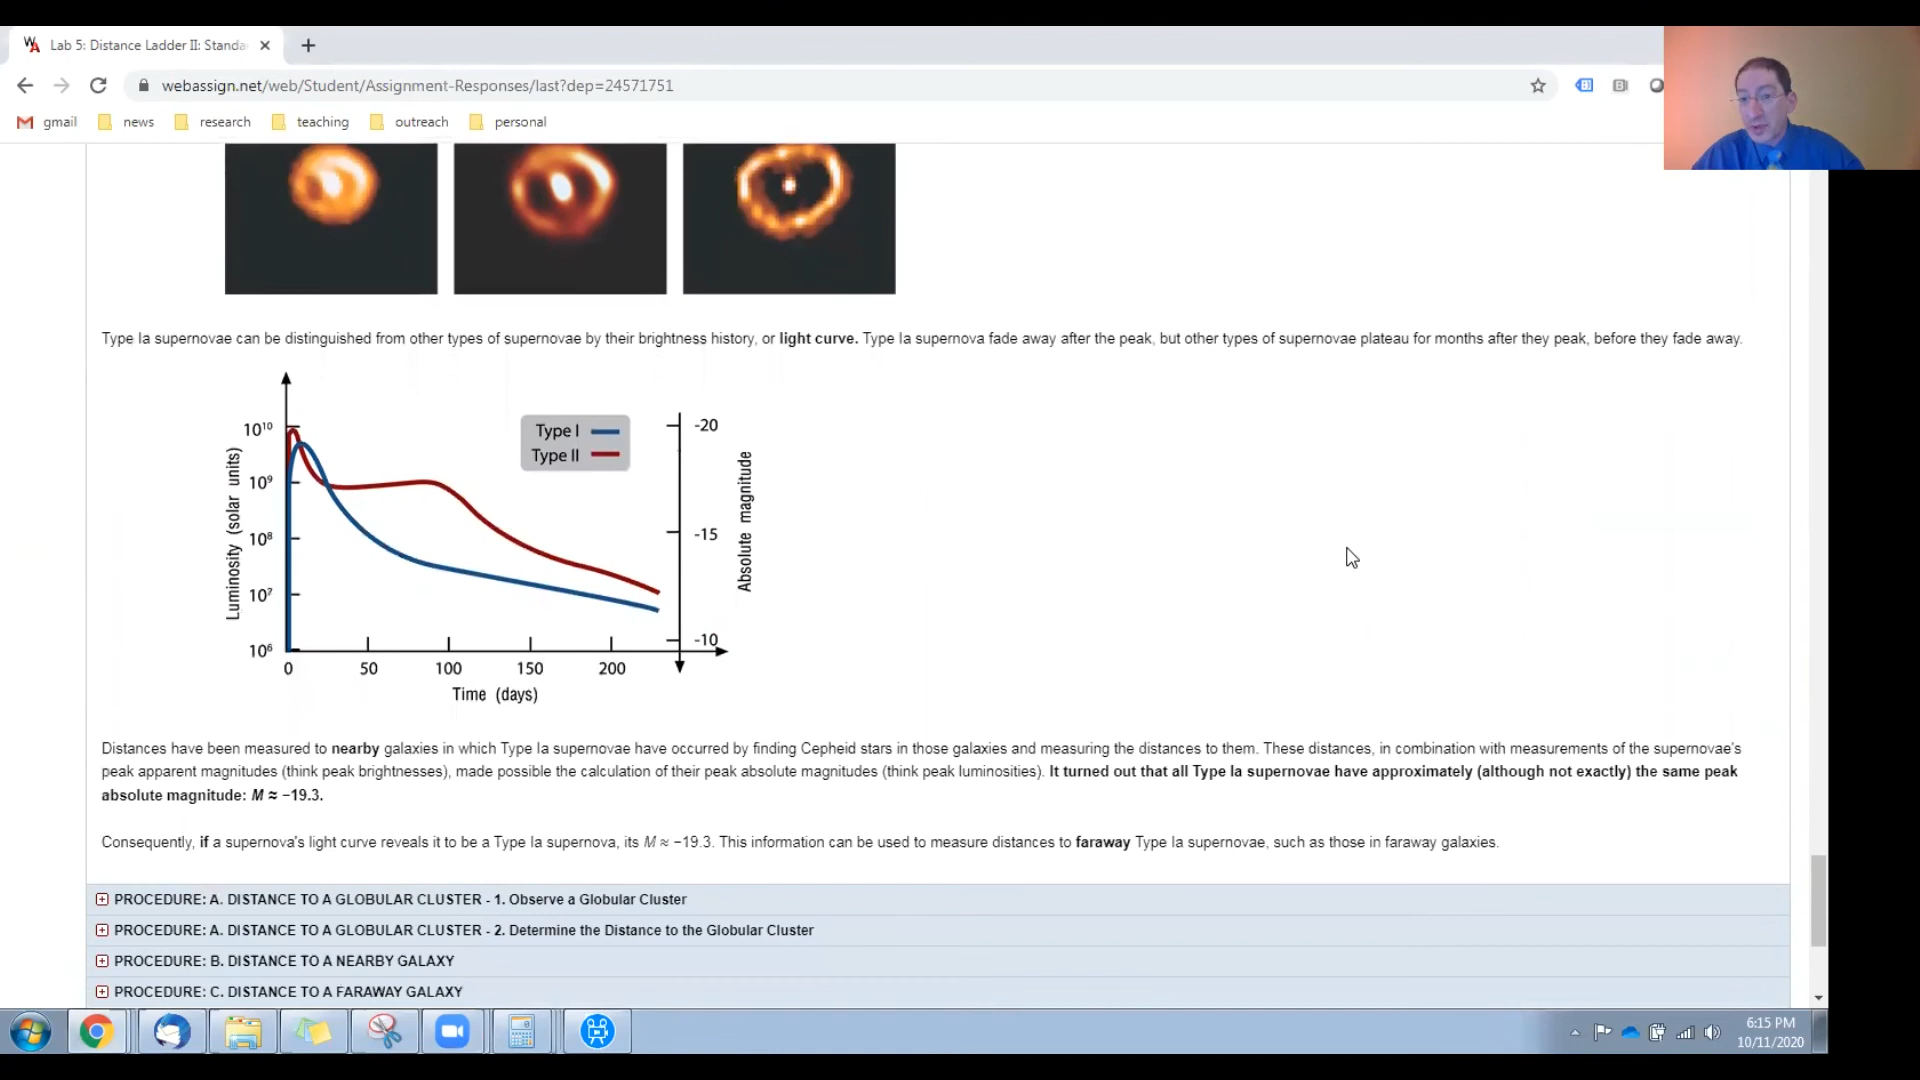 Lab 5: Distance Ladder II: Standa
webassign.net/web/Student/Assignment-Responses/last?dep=24571751
gmail news research teaching outreach personal
Type Ia supernovae can be distinguished from other types of supernovae by their brightness history, or light curve. Type Ia supernova fade away after the peak, but other types of supernovae plateau for months after they peak, before they fade away.
Type I
Type II
Luminosity (solar units)
10¹⁰
10⁹
10⁸
10⁷
10⁶
0 50 100 150 200
Time (days)
-20
-15
-10
Absolute magnitude
Distances have been measured to nearby galaxies in which Type Ia supernovae have occurred by finding Cepheid stars in those galaxies and measuring the distances to them. These distances, in combination with measurements of the supernovae's
peak apparent magnitudes (think peak brightnesses), made possible the calculation of their peak absolute magnitudes (think peak luminosities). It turned out that all Type Ia supernovae have approximately (although not exactly) the same peak
absolute magnitude: M ≈ −19.3.
Consequently, if a supernova's light curve reveals it to be a Type Ia supernova, its M ≈ −19.3. This information can be used to measure distances to faraway Type Ia supernovae, such as those in faraway galaxies.
PROCEDURE: A. DISTANCE TO A GLOBULAR CLUSTER - 1. Observe a Globular Cluster
PROCEDURE: A. DISTANCE TO A GLOBULAR CLUSTER - 2. Determine the Distance to the Globular Cluster
PROCEDURE: B. DISTANCE TO A NEARBY GALAXY
PROCEDURE: C. DISTANCE TO A FARAWAY GALAXY
6:15 PM
10/11/2020